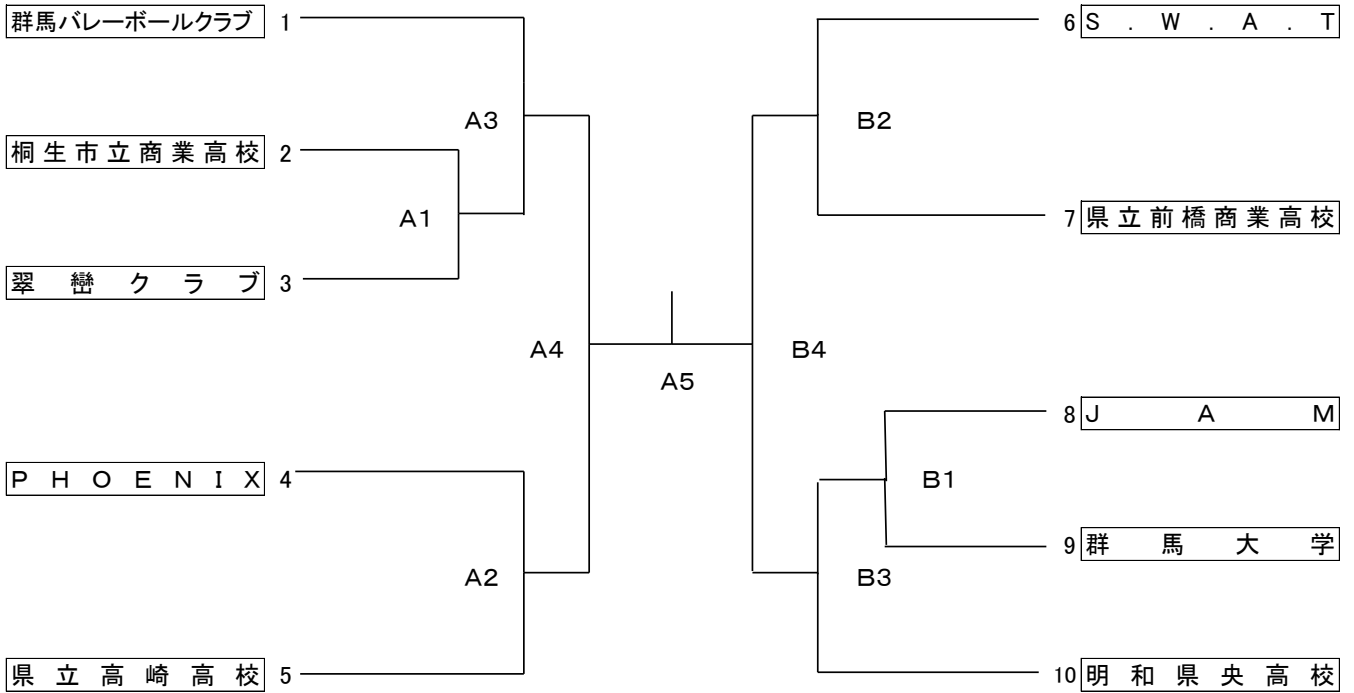 群馬バレーボールクラブ 1
A3
桐生市立商業高校 2
A1
翠巒クラブ 3
A4
PHOENIX 4
A2
県立高崎高校 5
A5
6 S.W.A.T
B2
7 県立前橋商業高校
B4
8 JAM
B1
9 群馬大学
B3
10 明和県央高校